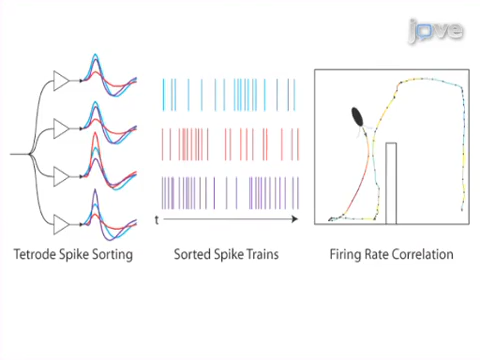 jove
t
Tetrode Spike Sorting
Sorted Spike Trains
Firing Rate Correlation